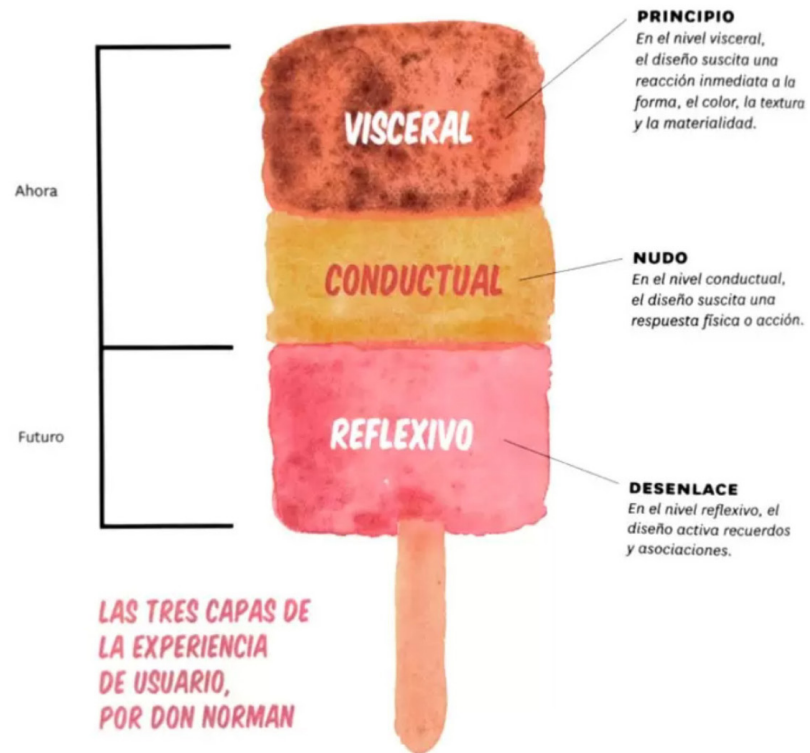 PRINCIPIO
En el nivel visceral,
el diseño suscita una
reacción inmediata a la
forma, el color, la textura
y la materialidad.
VISCERAL
Ahora
NUDO
En el nivel conductual,
el diseño suscita una
respuesta física o acción.
CONDUCTUAL
Futuro
REFLEXIVO
DESENLACE
En el nivel reflexivo, el
diseño activa recuerdos
y asociaciones.
LAS TRES CAPAS DE
LA EXPERIENCIA
DE USUARIO,
POR DON NORMAN